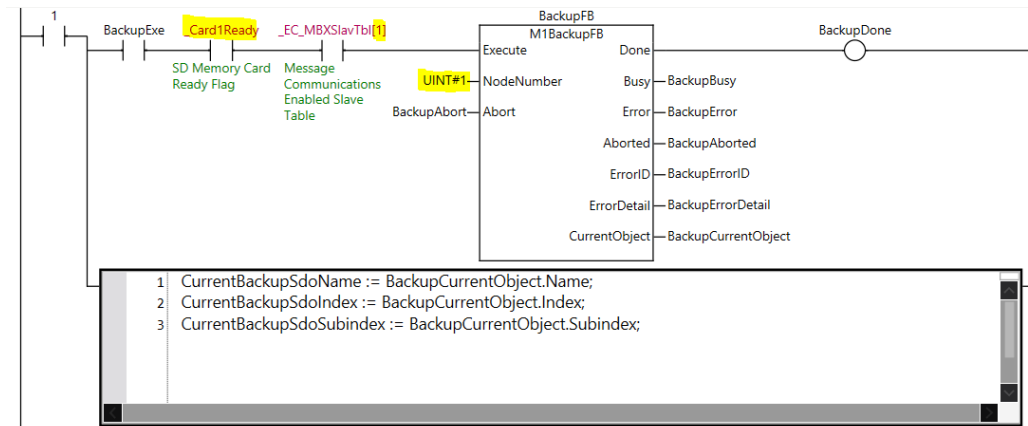 1
BackupExe
_Card1Ready
_EC_MBXSlavTbl[1]
SD Memory Card
Ready Flag
Message
Communications
Enabled Slave
Table
BackupFB
M1BackupFB
Execute
Done
UINT#1
NodeNumber
Busy
BackupBusy
BackupAbort
Abort
Error
BackupError
Aborted
BackupAborted
ErrorID
BackupErrorID
ErrorDetail
BackupErrorDetail
CurrentObject
BackupCurrentObject
BackupDone
1 CurrentBackupSdoName := BackupCurrentObject.Name;
2 CurrentBackupSdoIndex := BackupCurrentObject.Index;
3 CurrentBackupSdoSubindex := BackupCurrentObject.Subindex;